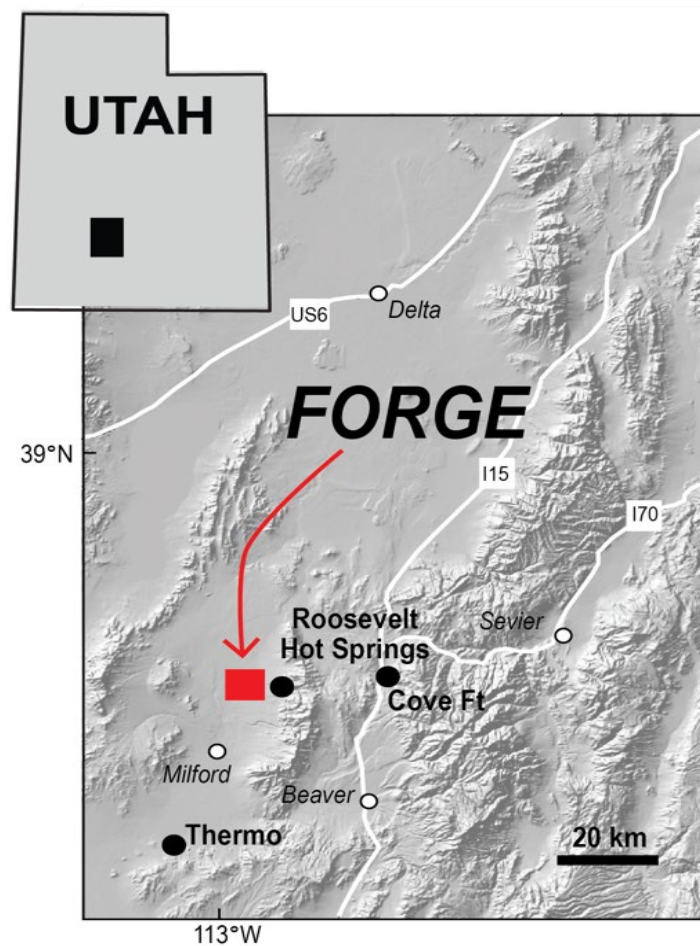 UTAH
US6
Delta
FORGE
39°N
I15
I70
Roosevelt
Hot Springs
Sevier
Cove Ft
Milford
Beaver
Thermo
20 km
113°W